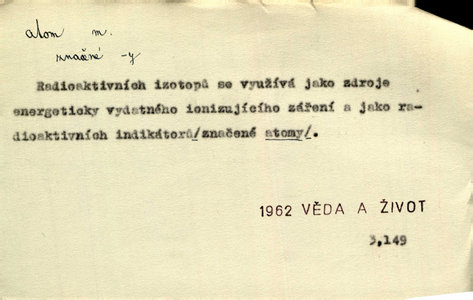 atom m.
značné -y
Radioaktivních izotopů se využívá jako zdroje
energeticky vydatného ionizujícího záření a jako ra-
dioaktivních indikátorů/značené atomy/.
1962 VĚDA A ŽIVOT
3,149